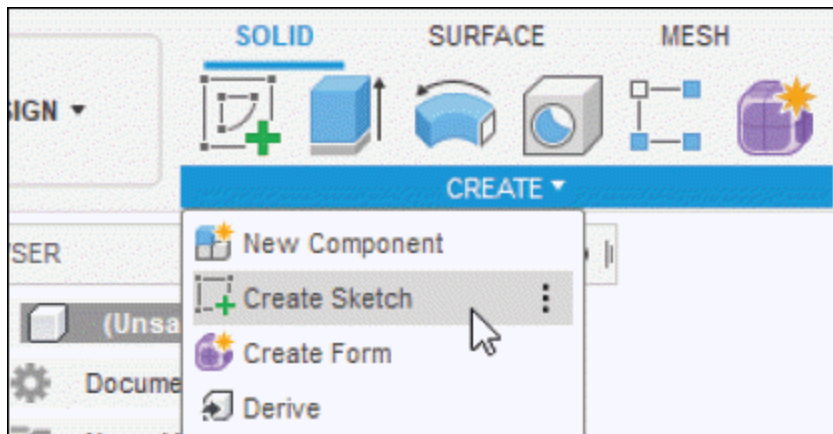 SOLID SURFACE MESH
SIGN
CREATE
SER
New Component
Create Sketch
(Unsa
Create Form
Docume
Derive